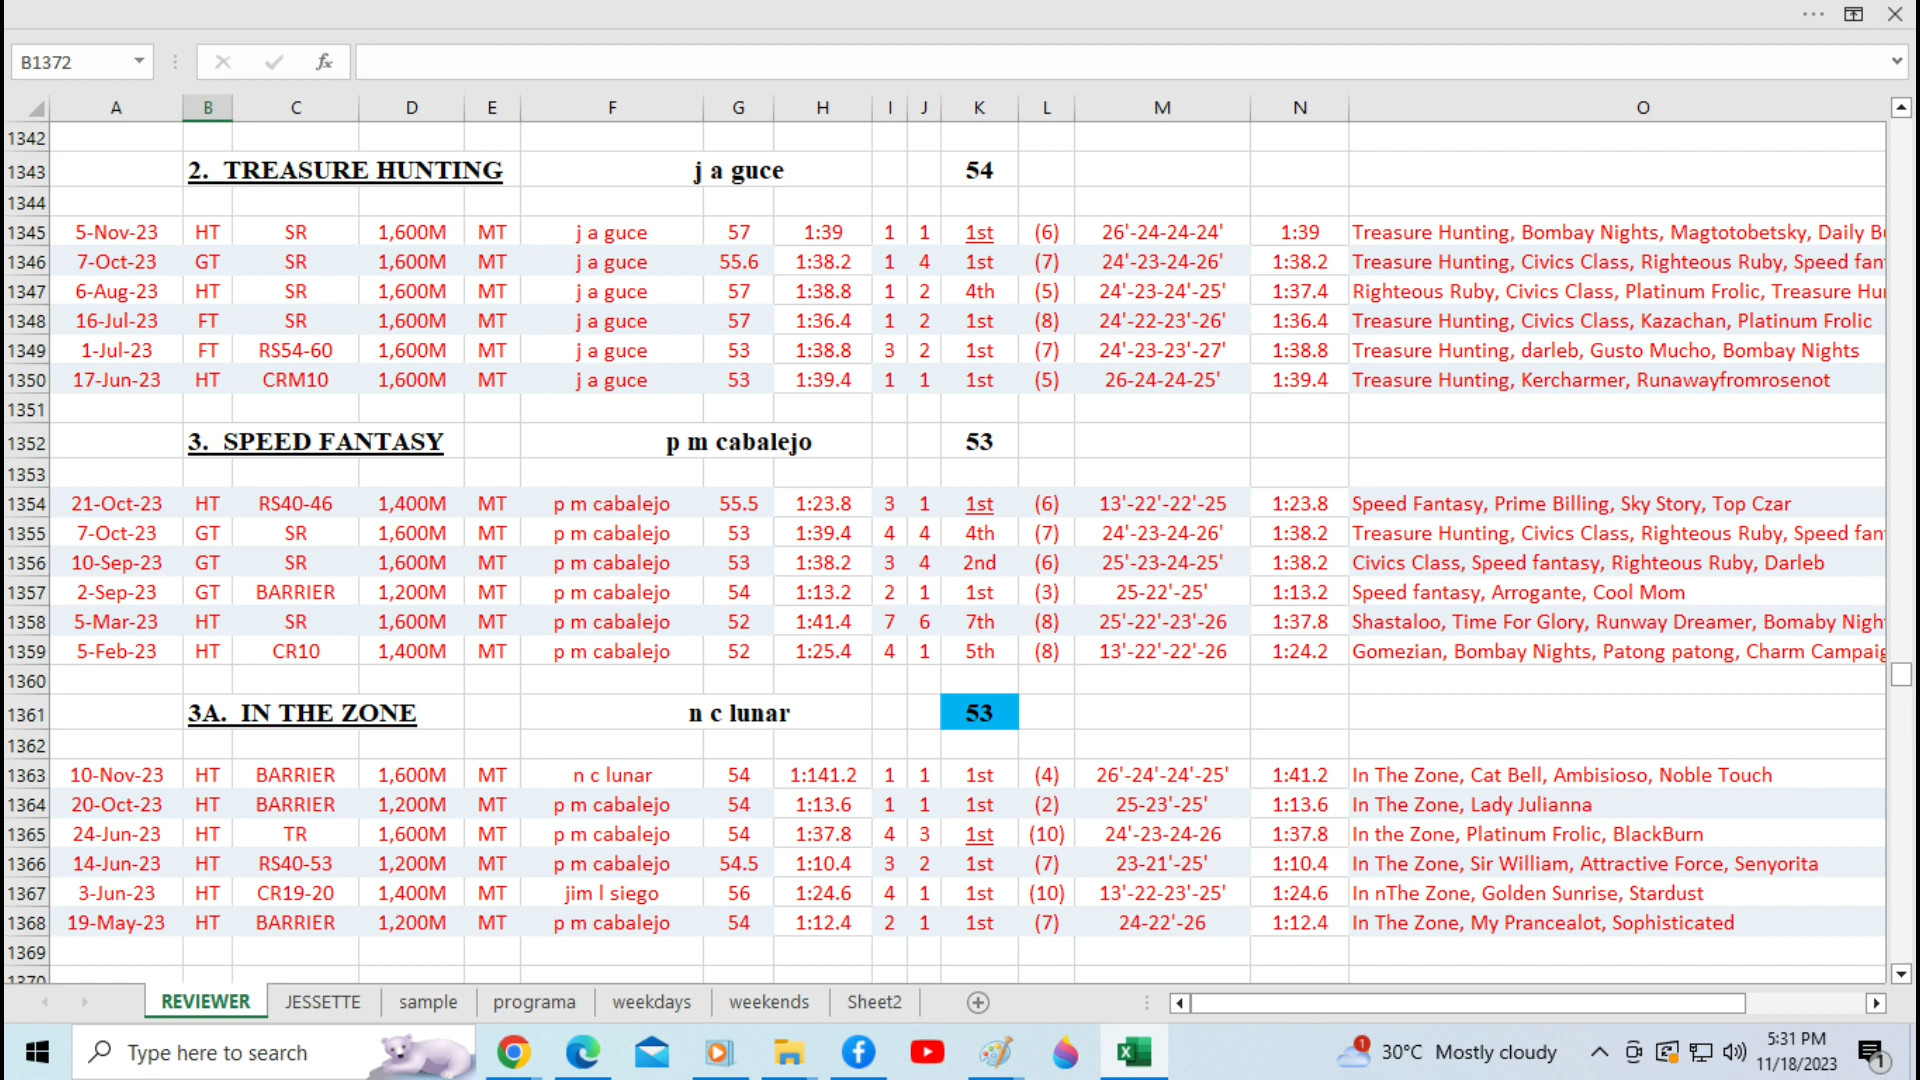 B1372
fx
A B C D E F G H I J K L M N O
1342
1343 2. TREASURE HUNTING j a guce 54
1344
1345 5-Nov-23 HT SR 1,600M MT j a guce 57 1:39 1 1 1st (6) 26'-24-24-24' 1:39 Treasure Hunting, Bombay Nights, Magtotobetsky, Daily B
1346 7-Oct-23 GT SR 1,600M MT j a guce 55.6 1:38.2 1 4 1st (7) 24'-23-24-26' 1:38.2 Treasure Hunting, Civics Class, Righteous Ruby, Speed fan
1347 6-Aug-23 HT SR 1,600M MT j a guce 57 1:38.8 1 2 4th (5) 24'-23-24'-25' 1:37.4 Righteous Ruby, Civics Class, Platinum Frolic, Treasure Hu
1348 16-Jul-23 FT SR 1,600M MT j a guce 57 1:36.4 1 2 1st (8) 24'-22-23'-26' 1:36.4 Treasure Hunting, Civics Class, Kazachan, Platinum Frolic
1349 1-Jul-23 FT RS54-60 1,600M MT j a guce 53 1:38.8 3 2 1st (7) 24'-23-23'-27' 1:38.8 Treasure Hunting, darleb, Gusto Mucho, Bombay Nights
1350 17-Jun-23 HT CRM10 1,600M MT j a guce 53 1:39.4 1 1 1st (5) 26-24-24-25' 1:39.4 Treasure Hunting, Kercharmer, Runawayfromrosenot
1351
1352 3. SPEED FANTASY p m cabalejo 53
1353
1354 21-Oct-23 HT RS40-46 1,400M MT p m cabalejo 55.5 1:23.8 3 1 1st (6) 13'-22'-22'-25 1:23.8 Speed Fantasy, Prime Billing, Sky Story, Top Czar
1355 7-Oct-23 GT SR 1,600M MT p m cabalejo 53 1:39.4 4 4 4th (7) 24'-23-24-26' 1:38.2 Treasure Hunting, Civics Class, Righteous Ruby, Speed fan
1356 10-Sep-23 GT SR 1,600M MT p m cabalejo 53 1:38.2 3 4 2nd (6) 25'-23-24-25' 1:38.2 Civics Class, Speed fantasy, Righteous Ruby, Darleb
1357 2-Sep-23 GT BARRIER 1,200M MT p m cabalejo 54 1:13.2 2 1 1st (3) 25-22'-25' 1:13.2 Speed fantasy, Arrogante, Cool Mom
1358 5-Mar-23 HT SR 1,600M MT p m cabalejo 52 1:41.4 7 6 7th (8) 25'-22'-23'-26 1:37.8 Shastaloo, Time For Glory, Runway Dreamer, Bomaby Nigh
1359 5-Feb-23 HT CR10 1,400M MT p m cabalejo 52 1:25.4 4 1 5th (8) 13'-22'-22'-26 1:24.2 Gomezian, Bombay Nights, Patong patong, Charm Campaig
1360
1361 3A. IN THE ZONE n c lunar 53
1362
1363 10-Nov-23 HT BARRIER 1,600M MT n c lunar 54 1:141.2 1 1 1st (4) 26'-24'-24'-25' 1:41.2 In The Zone, Cat Bell, Ambisioso, Noble Touch
1364 20-Oct-23 HT BARRIER 1,200M MT p m cabalejo 54 1:13.6 1 1 1st (2) 25-23'-25' 1:13.6 In The Zone, Lady Julianna
1365 24-Jun-23 HT TR 1,600M MT p m cabalejo 54 1:37.8 4 3 1st (10) 24'-23-24-26 1:37.8 In the Zone, Platinum Frolic, BlackBurn
1366 14-Jun-23 HT RS40-53 1,200M MT p m cabalejo 54.5 1:10.4 3 2 1st (7) 23-21'-25' 1:10.4 In The Zone, Sir William, Attractive Force, Senyorita
1367 3-Jun-23 HT CR19-20 1,400M MT jim l siego 56 1:24.6 4 1 1st (10) 13'-22-23'-25' 1:24.6 In nThe Zone, Golden Sunrise, Stardust
1368 19-May-23 HT BARRIER 1,200M MT p m cabalejo 54 1:12.4 2 1 1st (7) 24-22'-26 1:12.4 In The Zone, My Prancealot, Sophisticated
1369
1370
REVIEWER JESSETTE sample programa weekdays weekends Sheet2
Type here to search
1 30°C Mostly cloudy
5:31 PM
11/18/2023
1